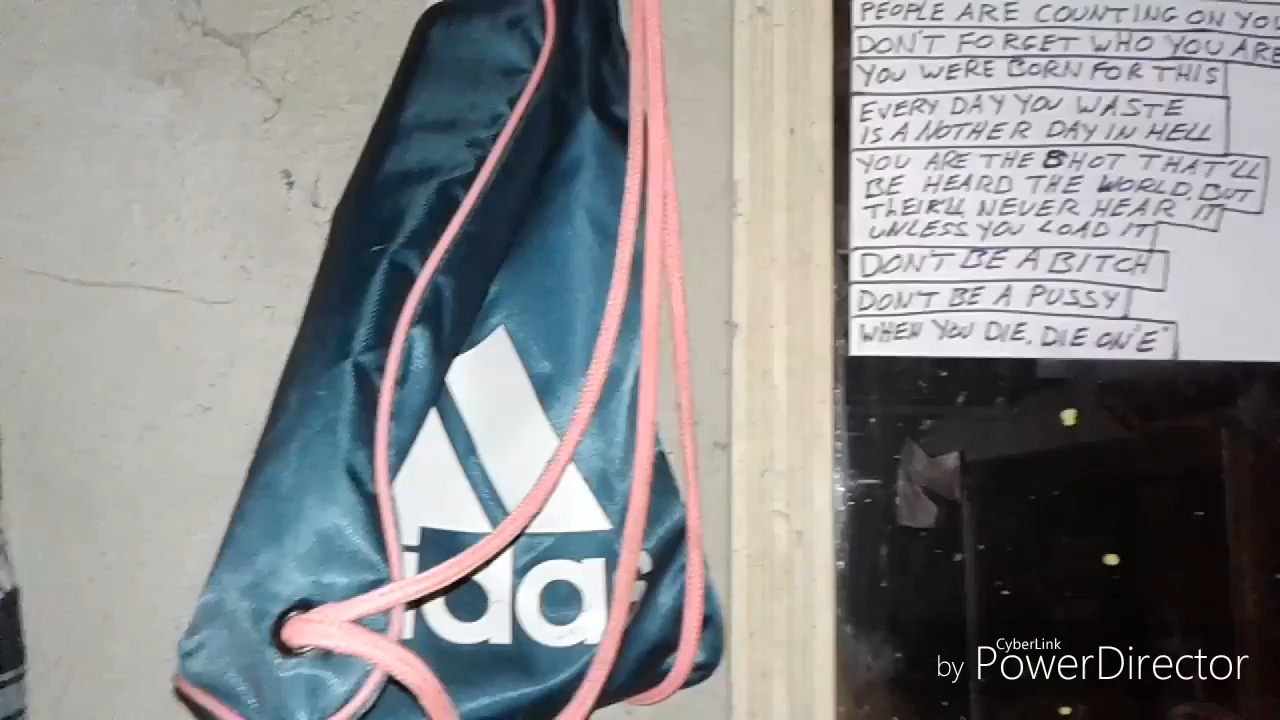 PEOPLE ARE COUNTING ON YOU
DON'T FORGET WHO YOU ARE
YOU WERE BORN FOR THIS
EVERY DAY YOU WASTE
IS ANOTHER DAY IN HELL
YOU ARE THE SHOT THAT'LL
BE HEARD THE WORLD. BUT
THEIR'LL NEVER HEAR IT
UNLESS YOU LOAD IT
DON'T BE A BITCH
DON'T BE A PUSSY
WHEN YOU DIE. DIE ON "E"
idas
CyberLink
by PowerDirector